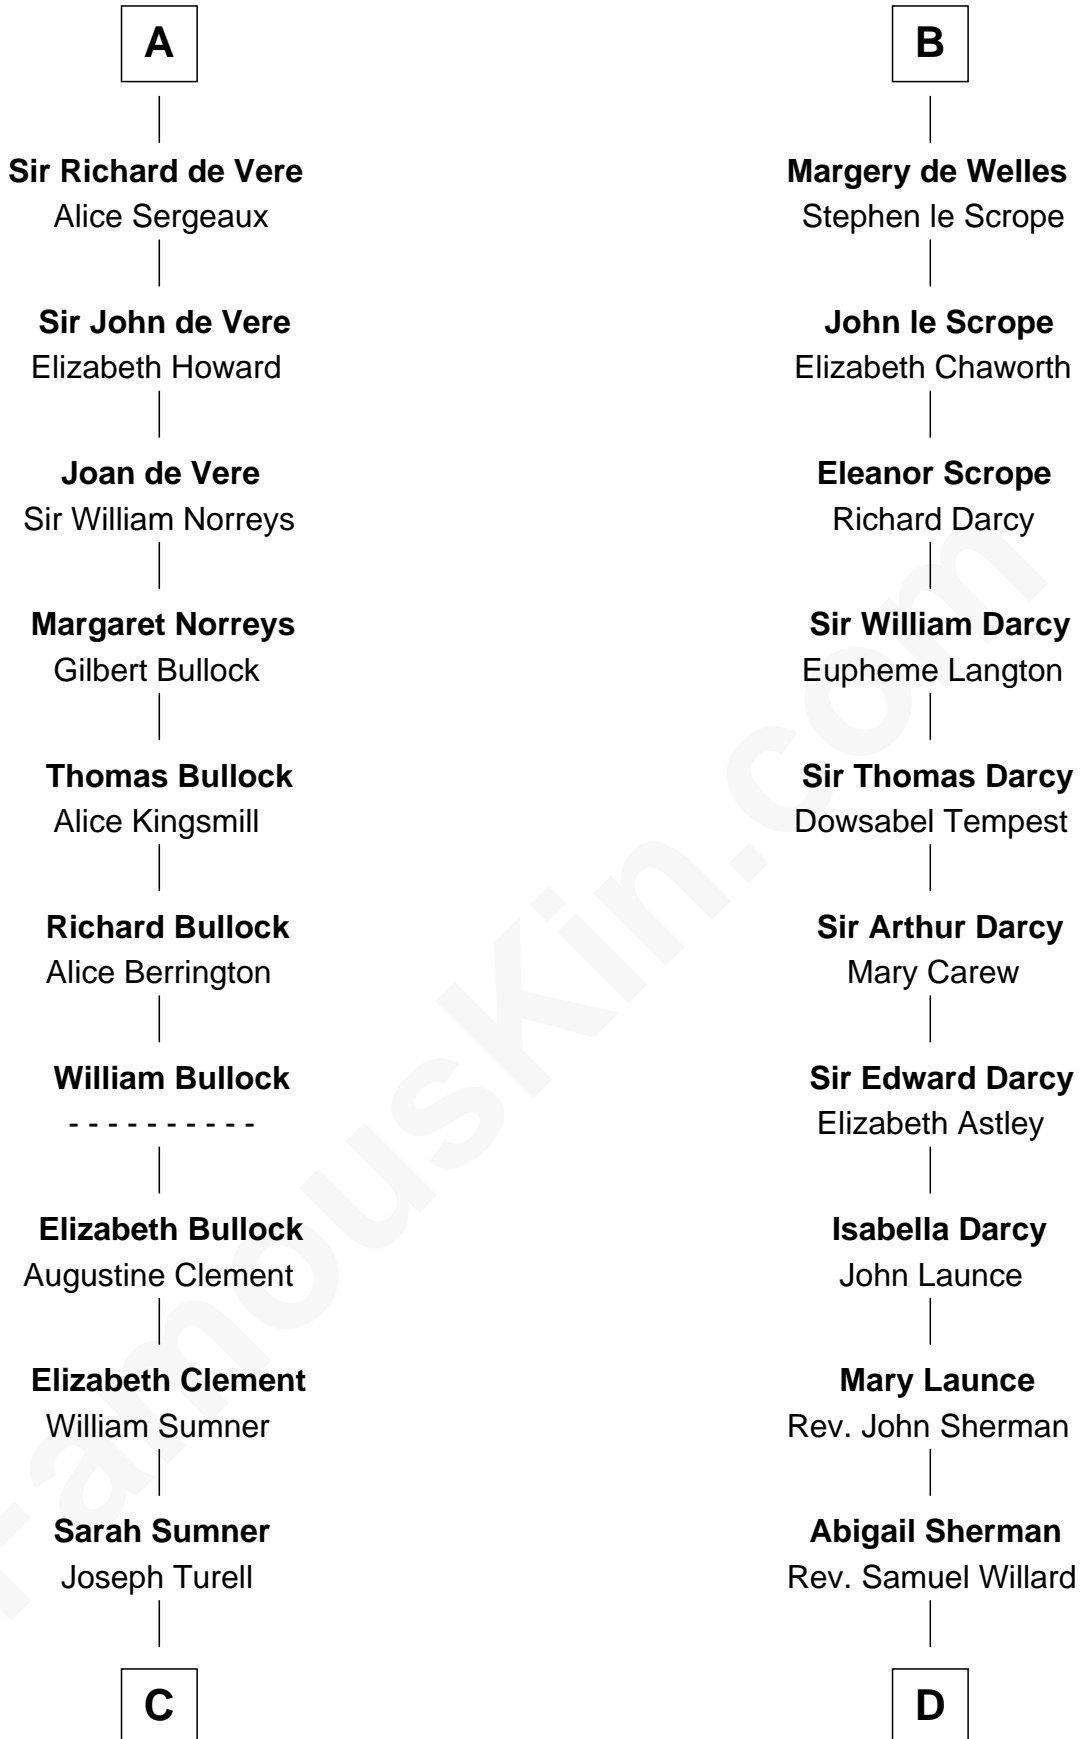 A
Sir Richard de Vere
Alice Sergeaux
Sir John de Vere
Elizabeth Howard
Joan de Vere
Sir William Norreys
Margaret Norreys
Gilbert Bullock
Thomas Bullock
Alice Kingsmill
Richard Bullock
Alice Berrington
William Bullock
- - - - - - - - - -
Elizabeth Bullock
Augustine Clement
Elizabeth Clement
William Sumner
Sarah Sumner
Joseph Turell
C
B
Margery de Welles
Stephen le Scrope
John le Scrope
Elizabeth Chaworth
Eleanor Scrope
Richard Darcy
Sir William Darcy
Eupheme Langton
Sir Thomas Darcy
Dowsabel Tempest
Sir Arthur Darcy
Mary Carew
Sir Edward Darcy
Elizabeth Astley
Isabella Darcy
John Launce
Mary Launce
Rev. John Sherman
Abigail Sherman
Rev. Samuel Willard
D
FamousKin.com